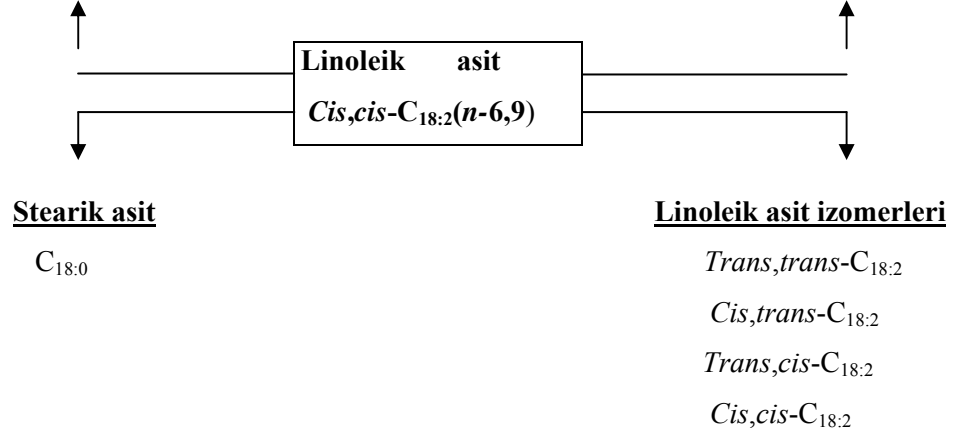 Linoleik asit
Cis,cis-C18:2(n-6,9)
Stearik asit
C18:0
Linoleik asit izomerleri
Trans,trans-C18:2
Cis,trans-C18:2
Trans,cis-C18:2
Cis,cis-C18:2